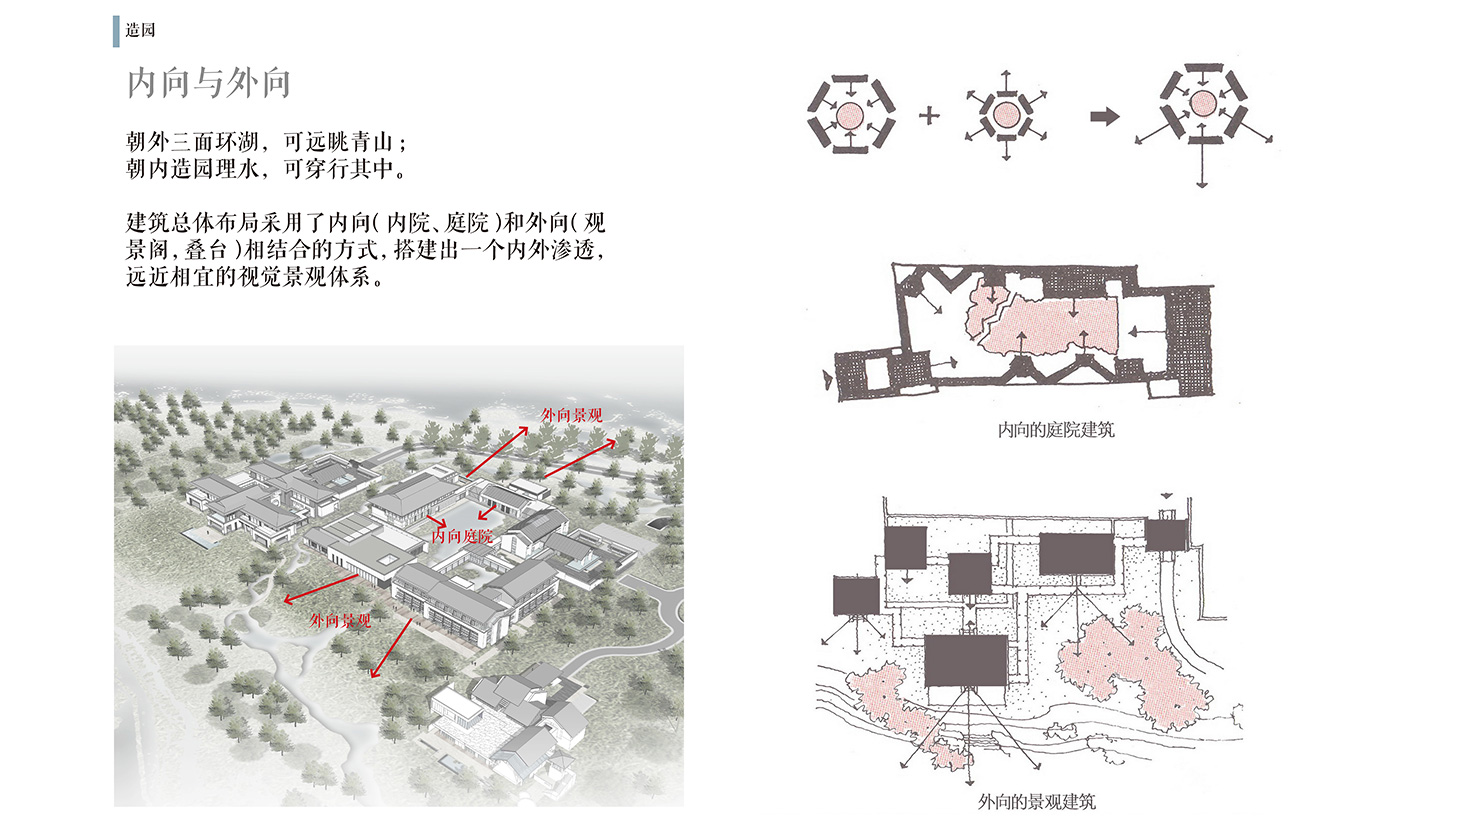 造园
内向与外向
朝外三面环湖，可远眺青山；
朝内造园理水，可穿行其中。
建筑总体布局采用了内向(内院、庭院)和外向(观
景阁,叠台)相结合的方式,搭建出一个内外渗透,
远近相宜的视觉景观体系。
外向景观
内向庭院
外向景观
内向的庭院建筑
外向的景观建筑